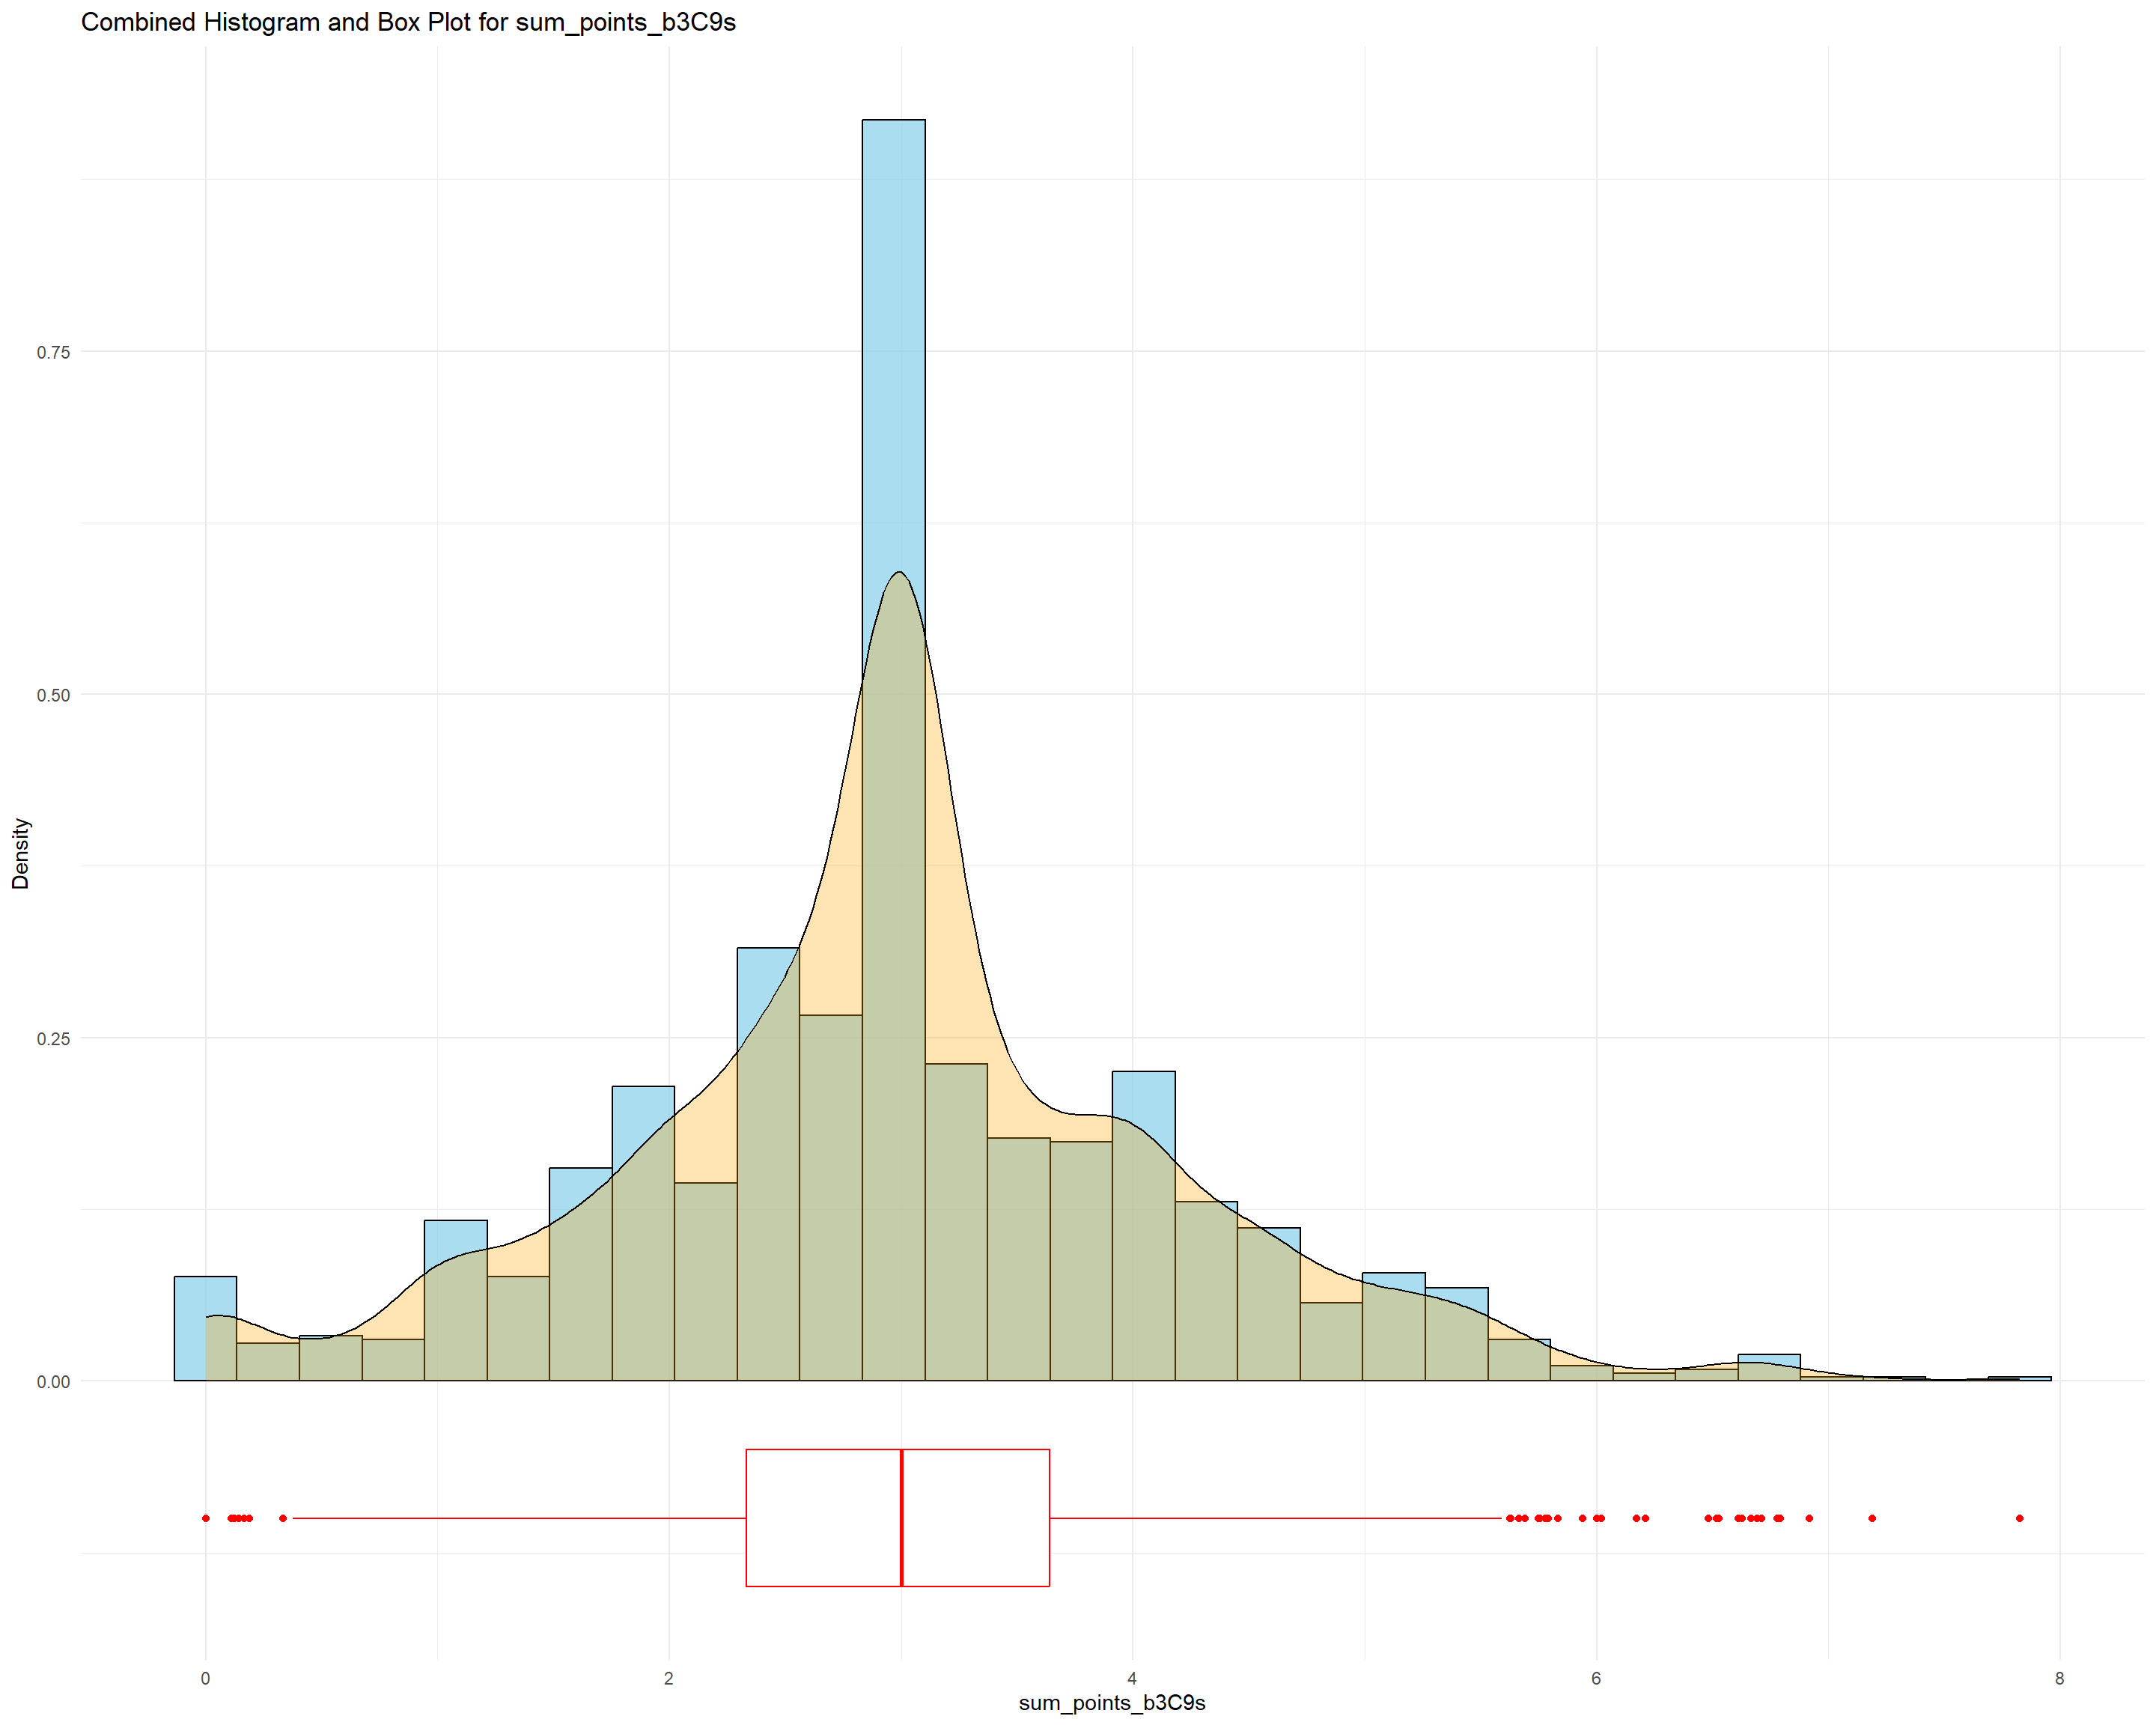 Combined Histogram and Box Plot for sum_points_b3C9s
Density
0.75
0.50
0.25
0.00
0 2 4 6 8
sum_points_b3C9s